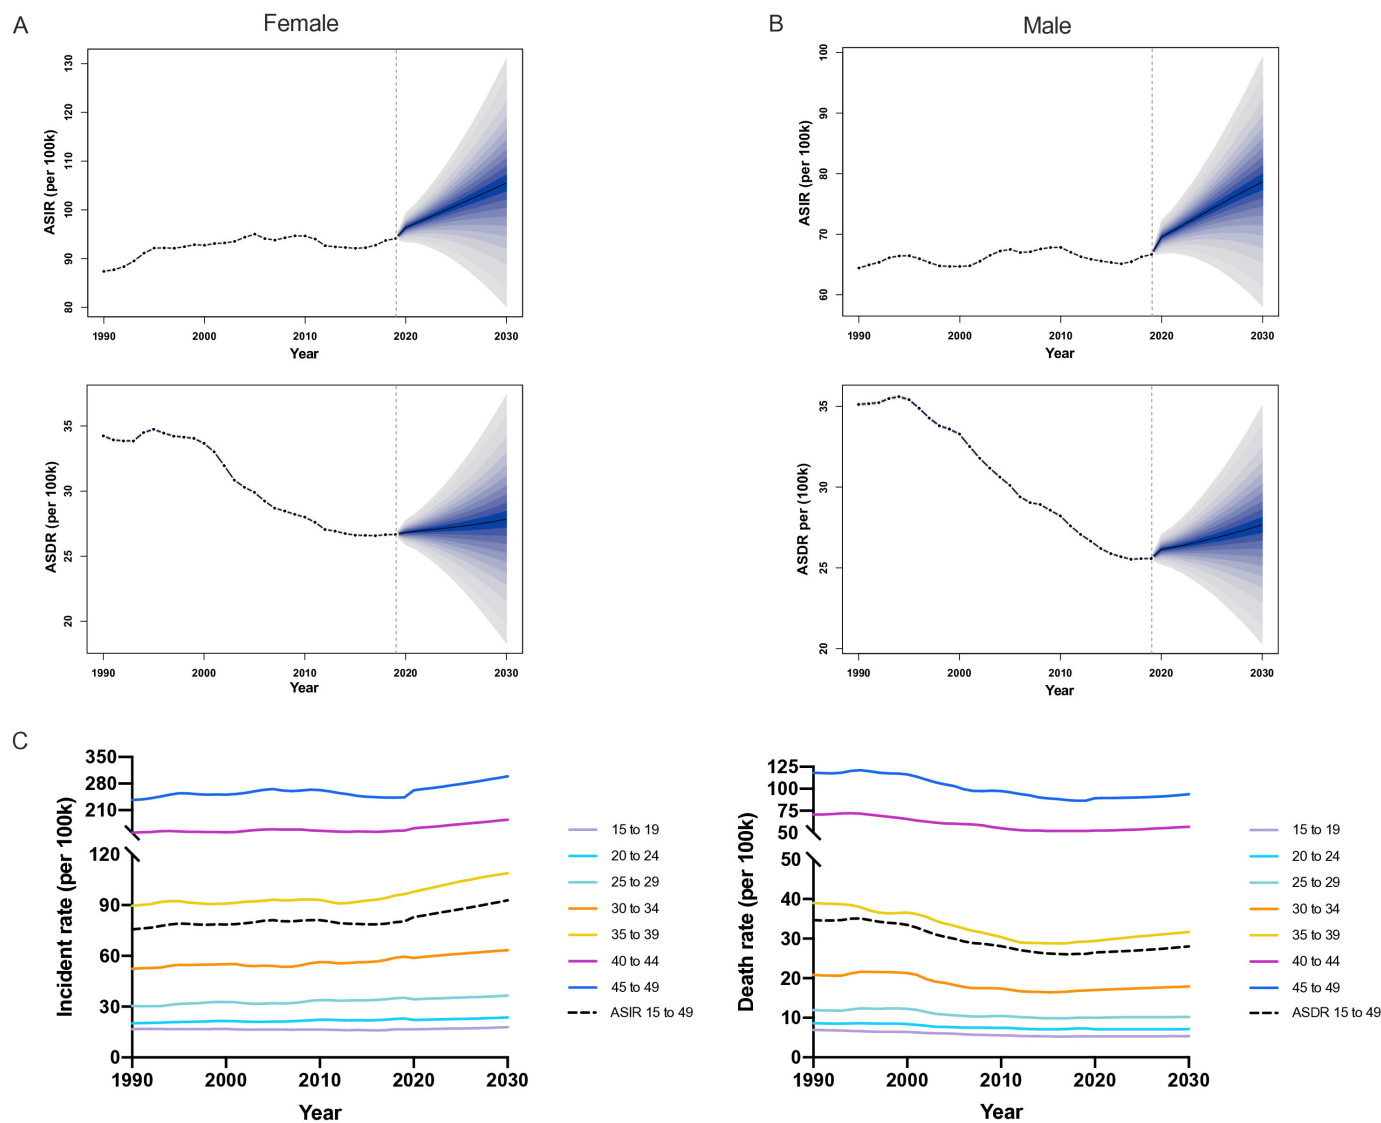 A
Female
B
Male
ASIR (per 100k)
130
120
110
100
90
80
1990
2000
2010
2020
2030
Year
ASIR (per 100k)
100
90
80
70
60
1990
2000
2010
2020
2030
Year
ASDR (per 100k)
35
30
25
20
1990
2000
2010
2020
2030
Year
ASDR per (100k)
35
30
25
20
1990
2000
2010
2020
2030
Year
C
Incident rate (per 100k)
350
280
210
120
90
60
30
0
1990
2000
2010
2020
2030
Year
15 to 19
20 to 24
25 to 29
30 to 34
35 to 39
40 to 44
45 to 49
ASIR 15 to 49
Death rate (per 100k)
125
100
75
50
50
40
30
20
10
0
1990
2000
2010
2020
2030
Year
15 to 19
20 to 24
25 to 29
30 to 34
35 to 39
40 to 44
45 to 49
ASDR 15 to 49